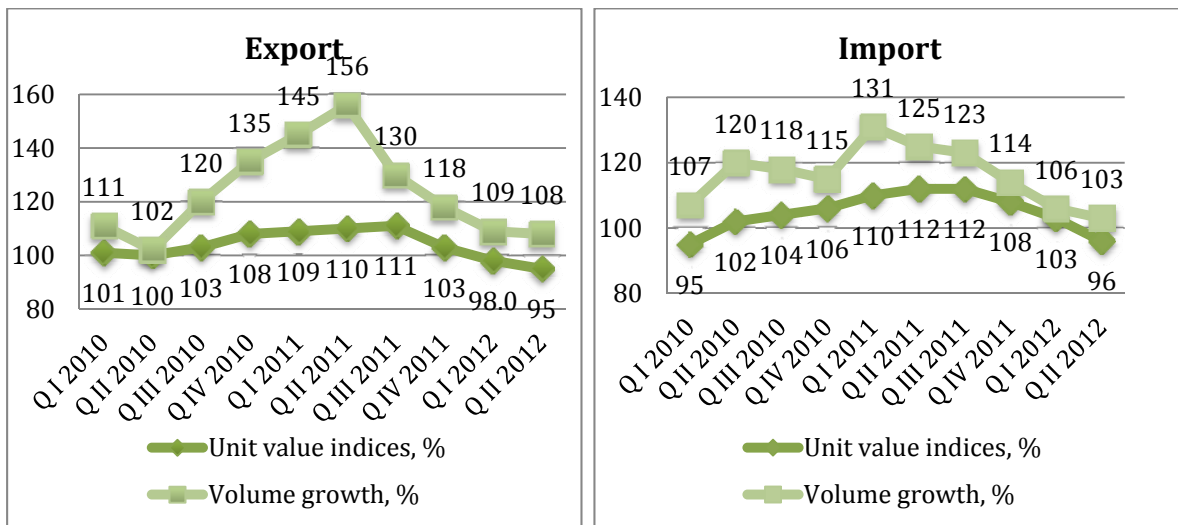 Export
160
140
120
100
80
111
102
120
135
145
156
130
118
109
108
101
100
103
108
109
110
111
103
98.0
95
Q I 2010
Q II 2010
Q III 2010
Q IV 2010
Q I 2011
Q II 2011
Q III 2011
Q IV 2011
Q I 2012
Q II 2012
Unit value indices, %
Volume growth, %
Import
140
120
100
80
107
120
118
115
131
125
123
114
106
103
95
102
104
106
110
112
112
108
103
96
Q I 2010
Q II 2010
Q III 2010
Q IV 2010
Q I 2011
Q II 2011
Q III 2011
Q IV 2011
Q I 2012
Q II 2012
Unit value indices, %
Volume growth, %